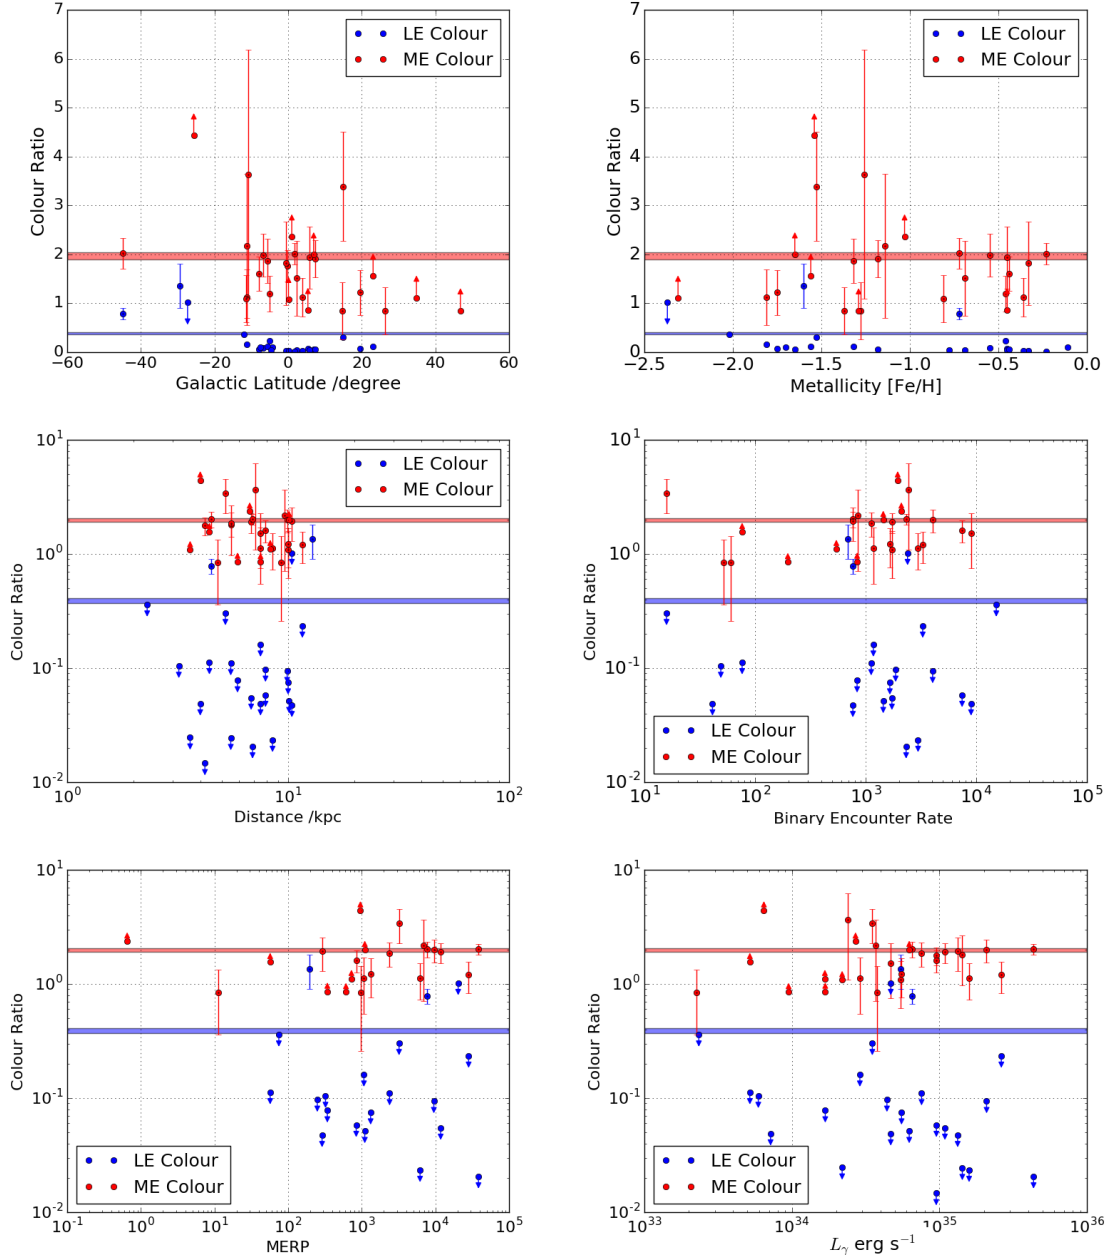 7
6
5
4
3
2
1
0
Colour Ratio
LE Colour
ME Colour
−60 −40 −20 0 20 40 60
Galactic Latitude /degree
7
6
5
4
3
2
1
0
Colour Ratio
LE Colour
ME Colour
−2.5 −2.0 −1.5 −1.0 −0.5 0.0
Metallicity [Fe/H]
10¹
10⁰
10⁻¹
10⁻²
Colour Ratio
LE Colour
ME Colour
10⁰ 10¹ 10²
Distance /kpc
10¹
10⁰
10⁻¹
10⁻²
Colour Ratio
LE Colour
ME Colour
10¹ 10² 10³ 10⁴ 10⁵
Binary Encounter Rate
10¹
10⁰
10⁻¹
10⁻²
Colour Ratio
LE Colour
ME Colour
10⁻¹ 10⁰ 10¹ 10² 10³ 10⁴ 10⁵
MERP
10¹
10⁰
10⁻¹
10⁻²
Colour Ratio
LE Colour
ME Colour
10³³ 10³⁴ 10³⁵ 10³⁶
Lᵧ erg s⁻¹